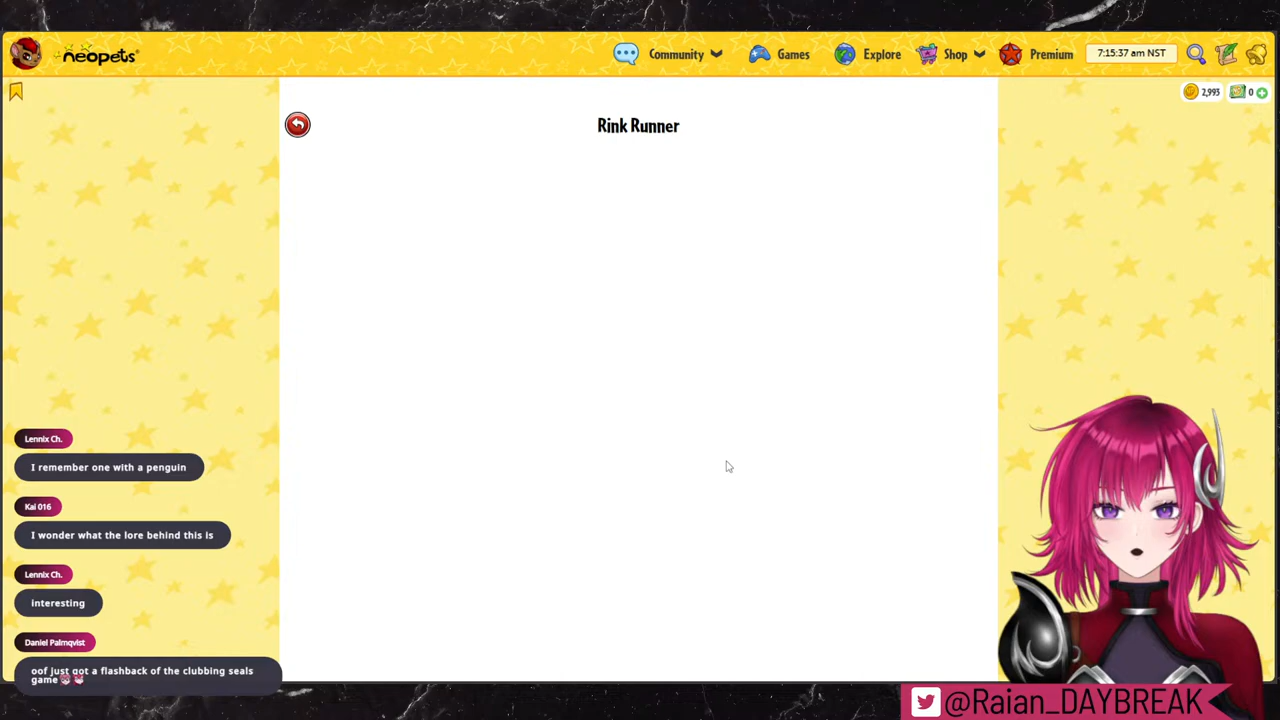 neopets
Community
Games
Explore
Shop
Premium
7:15:37 am NST
2,993
0
Rink Runner
Lennix Ch.
I remember one with a penguin
Kai 016
I wonder what the lore behind this is
Lennix Ch.
interesting
Daniel Palmqvist
oof just got a flashback of the clubbing seals
game
@Raian_DAYBREAK